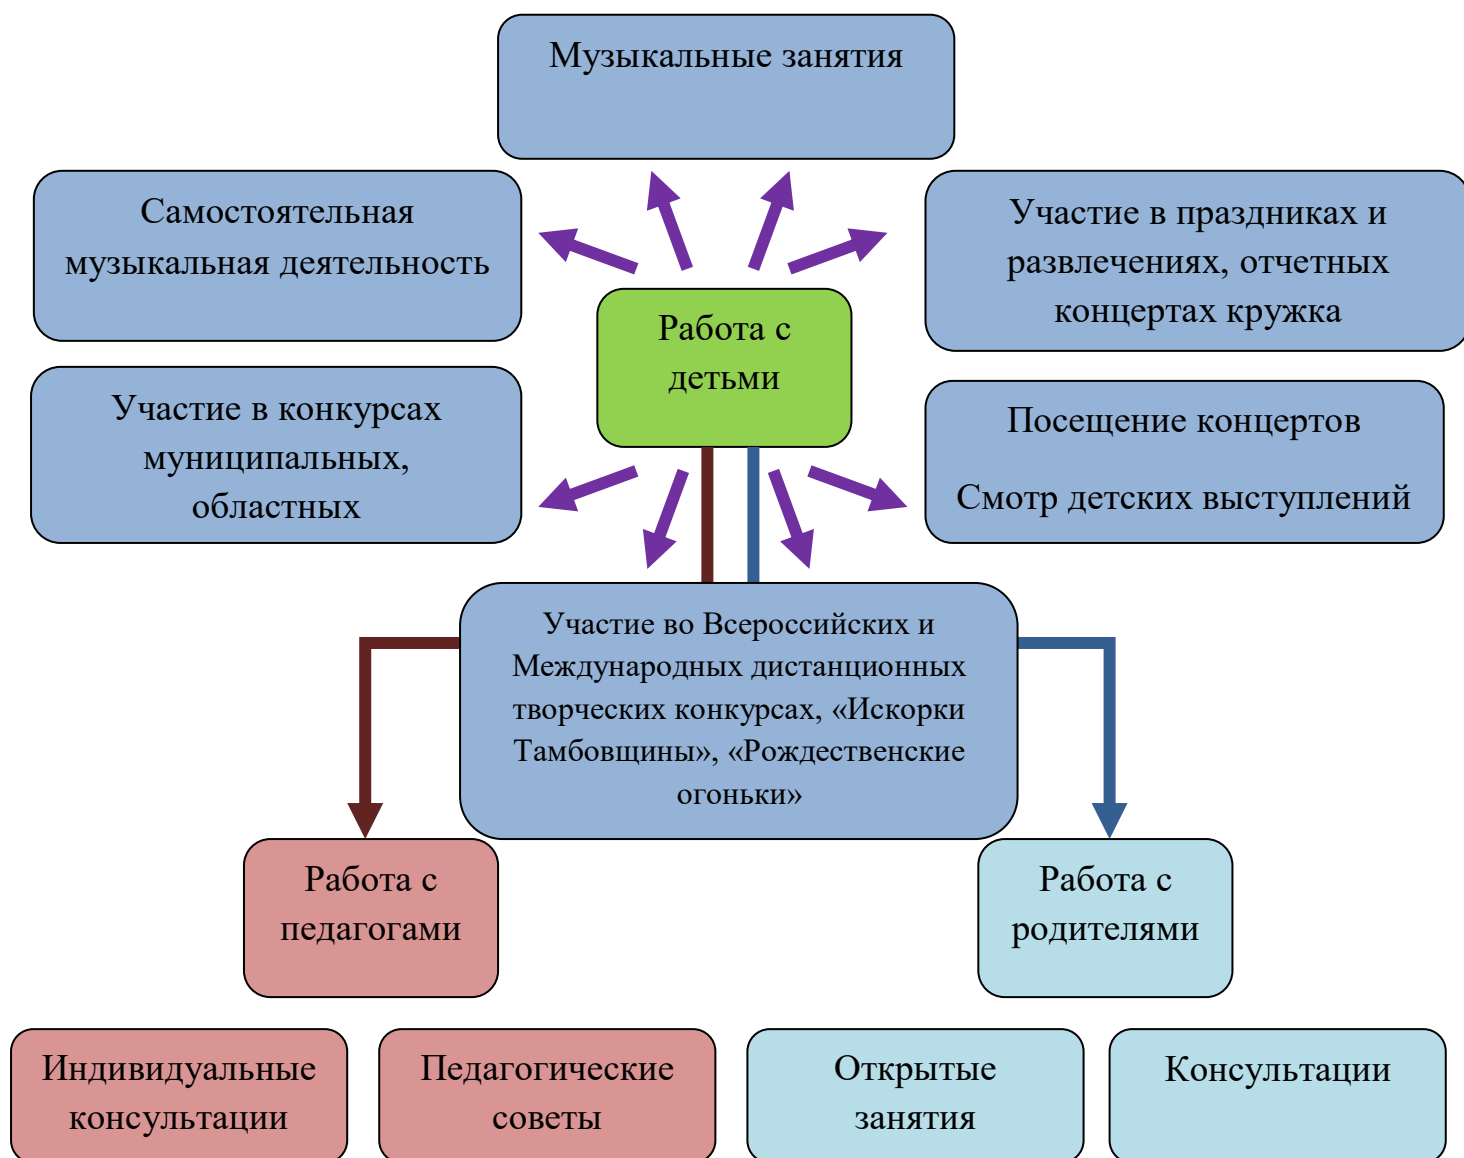 Музыкальные занятия
Самостоятельная
музыкальная деятельность
Участие в праздниках и
развлечениях, отчетных
концертах кружка
Работа с
детьми
Участие в конкурсах
муниципальных,
областных
Посещение концертов
Смотр детских выступлений
Участие во Всероссийских и
Международных дистанционных
творческих конкурсах, «Искорки
Тамбовщины», «Рождественские
огоньки»
Работа с
педагогами
Работа с
родителями
Индивидуальные
консультации
Педагогические
советы
Открытые
занятия
Консультации